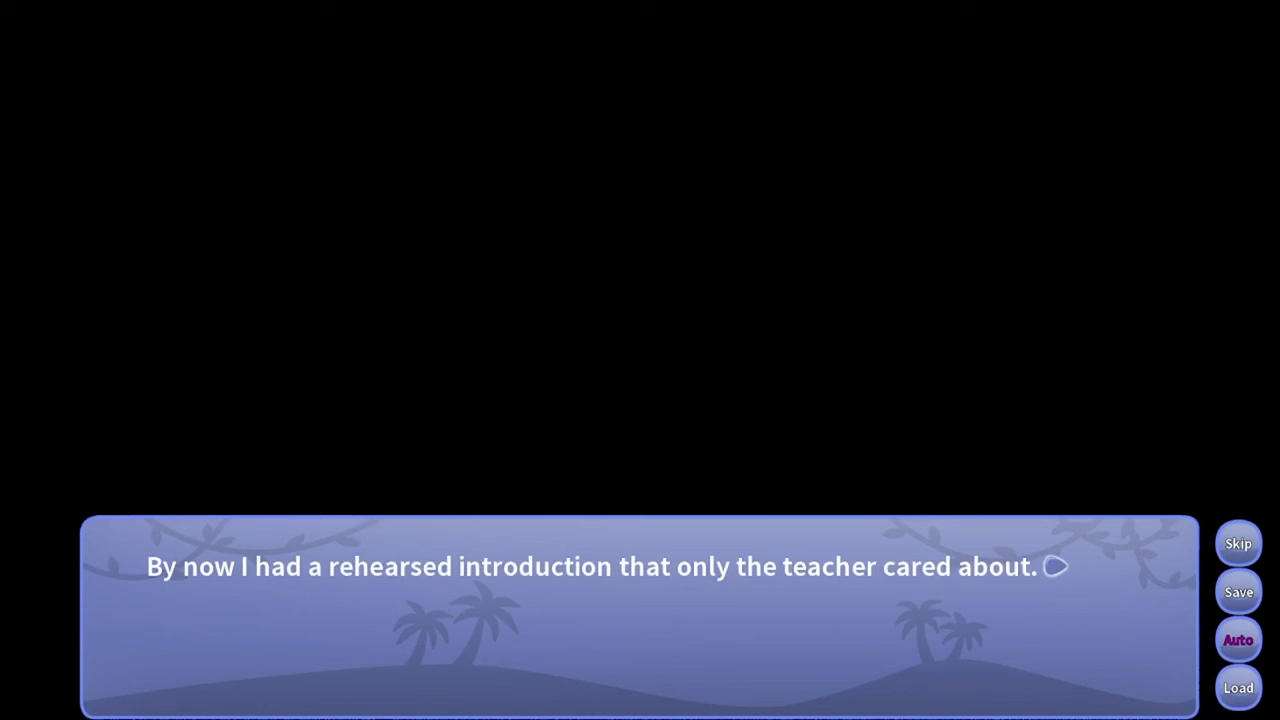 By now I had a rehearsed introduction that only the teacher cared about.
Skip
Save
Auto
Load